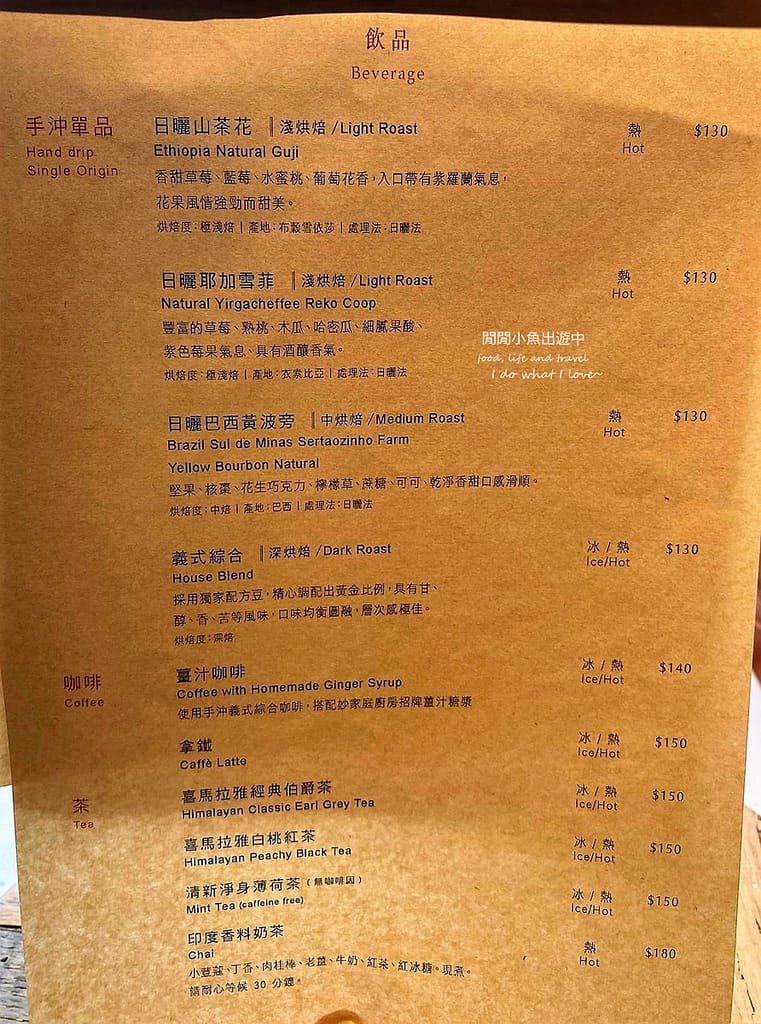 飲品
Beverage
手沖單品
Hand drip
Single Origin
日曬山茶花 ║淺烘焙 /Light Roast
熱
Hot
$130
Ethiopia Natural Guji
香甜草莓、藍莓、水蜜桃、葡萄花香，入口帶有紫羅蘭氣息，
花果風情強勁而甜美。
烘焙度：極淺焙 | 產地：布穀雪依莎 | 處理法：日曬法
日曬耶加雪菲 ║淺烘焙 /Light Roast
熱
Hot
$130
Natural Yirgacheffee Reko Coop
豐富的草莓、熟桃、木瓜、哈密瓜、細膩果酸、
紫色莓果氣息、具有酒釀香氣。
烘焙度：極淺焙 | 產地：衣索比亞 | 處理法：日曬法
閒閒小魚出遊中
food, life and travel
I do what I love~
日曬巴西黃波旁 ║中烘焙 /Medium Roast
熱
Hot
$130
Brazil Sul de Minas Sertaozinho Farm
Yellow Bourbon Natural
堅果、核棗、花生巧克力、檸檬草、蔗糖、可可、乾淨香甜口感滑順。
烘焙度：中焙 | 產地：巴西 | 處理法：日曬法
義式綜合 ║深烘焙 /Dark Roast
冰 / 熱
Ice/Hot
$130
House Blend
採用獨家配方豆，精心調配出黃金比例，具有甘、
醇、香、苦等風味，口味均衡圓融，層次感極佳。
烘焙度：深焙
咖啡
Coffee
薑汁咖啡
冰 / 熱
Ice/Hot
$140
Coffee with Homemade Ginger Syrup
使用手沖義式綜合咖啡，搭配妙家庭廚房招牌薑汁糖漿
拿鐵
冰 / 熱
Ice/Hot
$150
Caffè Latte
茶
Tea
喜馬拉雅經典伯爵茶
冰 / 熱
Ice/Hot
$150
Himalayan Classic Earl Grey Tea
喜馬拉雅白桃紅茶
冰 / 熱
Ice/Hot
$150
Himalayan Peachy Black Tea
清新淨身薄荷茶（無咖啡因）
冰 / 熱
Ice/Hot
$150
Mint Tea (caffeine free)
印度香料奶茶
熱
Hot
$180
Chai
小荳蔻、丁香、肉桂棒、老薑、牛奶、紅茶、紅冰糖。現煮。
請耐心等候 30 分鐘。